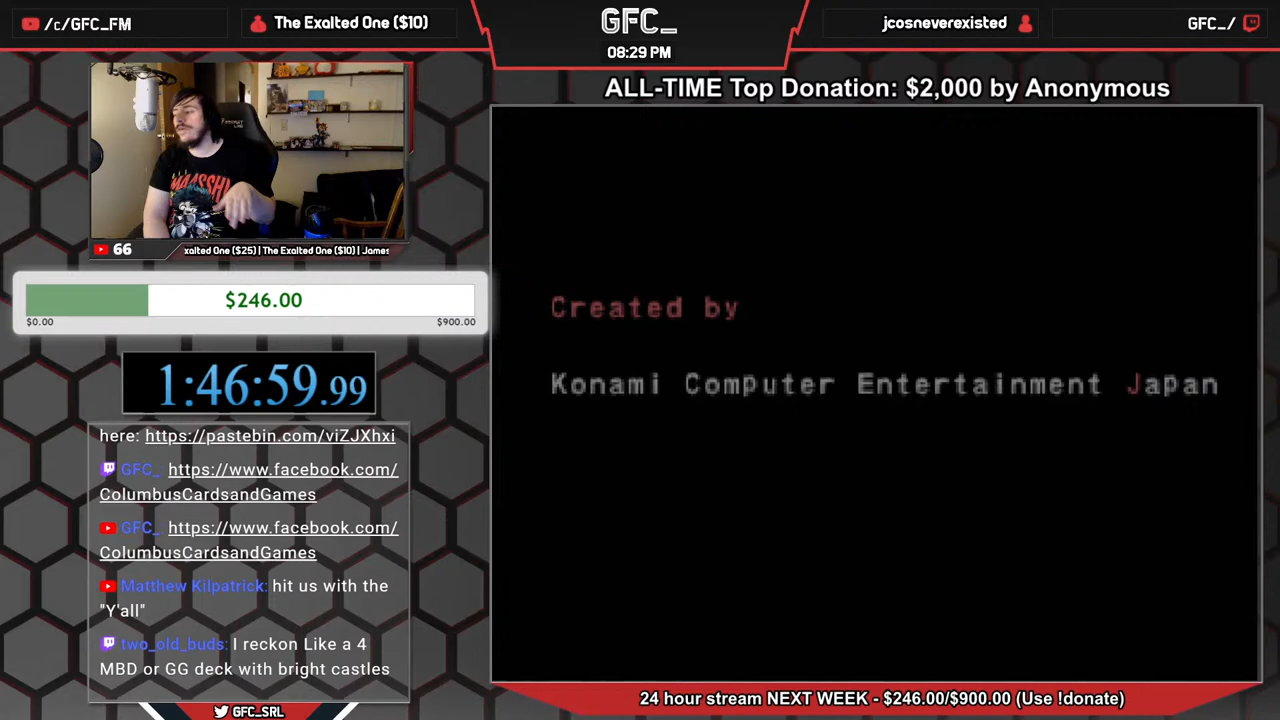 /c/GFC_FM
The Exalted One ($10)
GFC_
08:29 PM
jcosneverexisted
GFC_/
ALL-TIME Top Donation: $2,000 by Anonymous
66
xalted One ($25) | The Exalted One ($10) | James
$246.00
$0.00
$900.00
1:46:59.99
here: https://pastebin.com/viZJXhxi
GFC_ https://www.facebook.com/
ColumbusCardsandGames
GFC_ https://www.facebook.com/
ColumbusCardsandGames
Matthew Kilpatrick: hit us with the
"Y'all"
two_old_buds: I reckon Like a 4
MBD or GG deck with bright castles
GFC_SRL
Created by
Konami Computer Entertainment Japan
24 hour stream NEXT WEEK - $246.00/$900.00 (Use !donate)